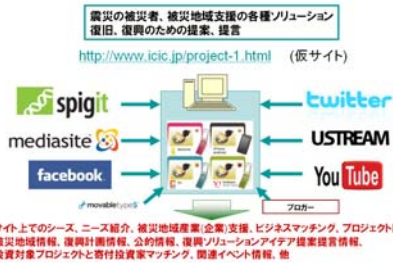 震災の被災者、被災地域支援の各種ソリューション
復旧、復興のための提案、提言
http://www.icic.jp/project-1.html (仮サイト)
spigit
twitter
mediasite
USTREAM
facebook
You Tube
movabletype
ブロガー
サイト上でのシーズ、ニーズ紹介、被災地域産業(企業)支援、ビジネスマッチング、プロジェクト
被災地域情報、復興計画情報、公的情報、復興ソリューションアイデア提案提言情報、
投資対象プロジェクトと寄付投資家マッチング、関連イベント情報、他